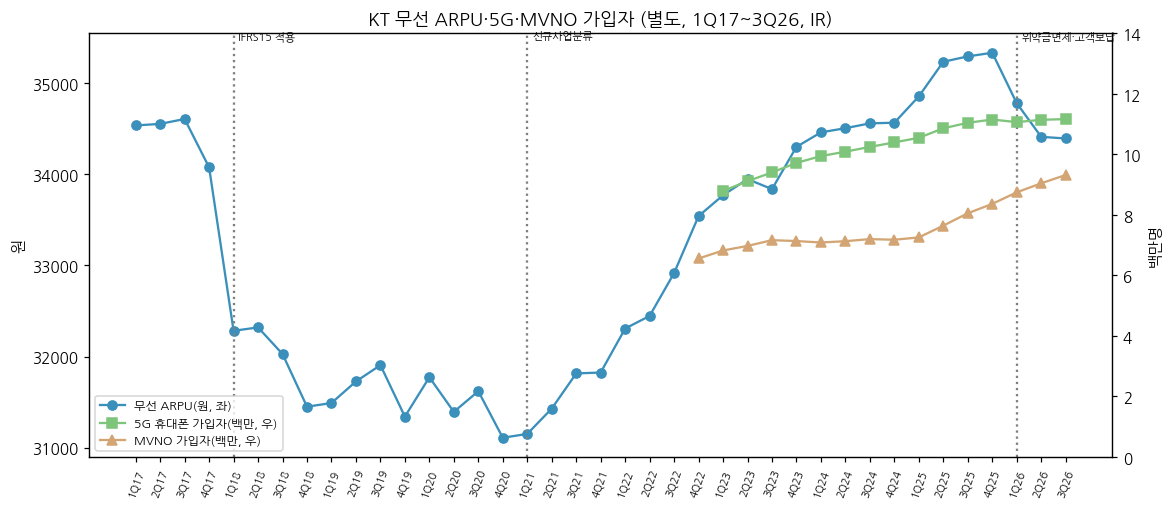 KT 무선 ARPU·5G·MVNO 가입자 (별도, 1Q17~3Q26, IR)
IFRS15 적용
신규사업분류
위약금면제·고객보답
35000
34000
33000
32000
31000
원
14
12
10
8
6
4
2
0
백만명
무선 ARPU(원, 좌)
5G 휴대폰 가입자(백만, 우)
MVNO 가입자(백만, 우)
1Q17 2Q17 3Q17 4Q17 1Q18 2Q18 3Q18 4Q18 1Q19 2Q19 3Q19 4Q19 1Q20 2Q20 3Q20 4Q20 1Q21 2Q21 3Q21 4Q21 1Q22 2Q22 3Q22 4Q22 1Q23 2Q23 3Q23 4Q23 1Q24 2Q24 3Q24 4Q24 1Q25 2Q25 3Q25 4Q25 1Q26 2Q26 3Q26